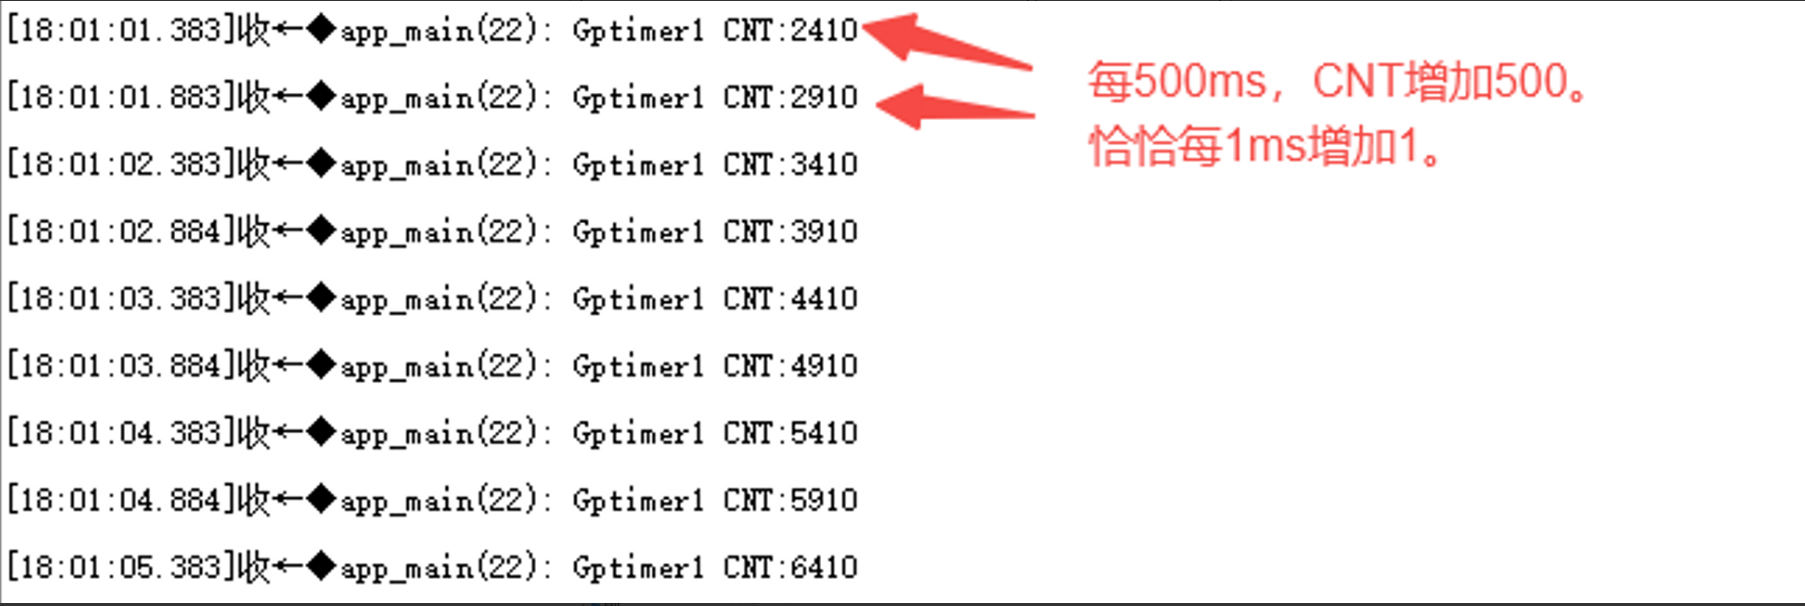 [18:01:01.383]收←◆app_main(22): Gptimer1 CNT:2410
[18:01:01.883]收←◆app_main(22): Gptimer1 CNT:2910
[18:01:02.383]收←◆app_main(22): Gptimer1 CNT:3410
[18:01:02.884]收←◆app_main(22): Gptimer1 CNT:3910
[18:01:03.383]收←◆app_main(22): Gptimer1 CNT:4410
[18:01:03.884]收←◆app_main(22): Gptimer1 CNT:4910
[18:01:04.383]收←◆app_main(22): Gptimer1 CNT:5410
[18:01:04.884]收←◆app_main(22): Gptimer1 CNT:5910
[18:01:05.383]收←◆app_main(22): Gptimer1 CNT:6410
每500ms，CNT增加500。
恰恰每1ms增加1。